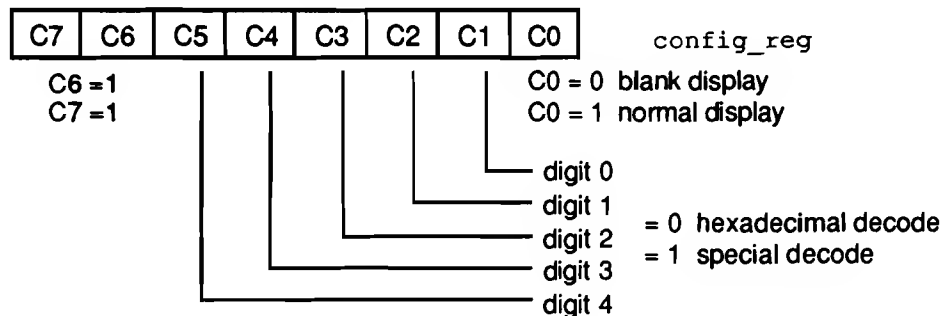 C7 C6 C5 C4 C3 C2 C1 C0 config_reg
C6 =1 C0 = 0 blank display
C7 =1 C0 = 1 normal display
digit 0
digit 1
digit 2 = 0 hexadecimal decode
digit 3 = 1 special decode
digit 4